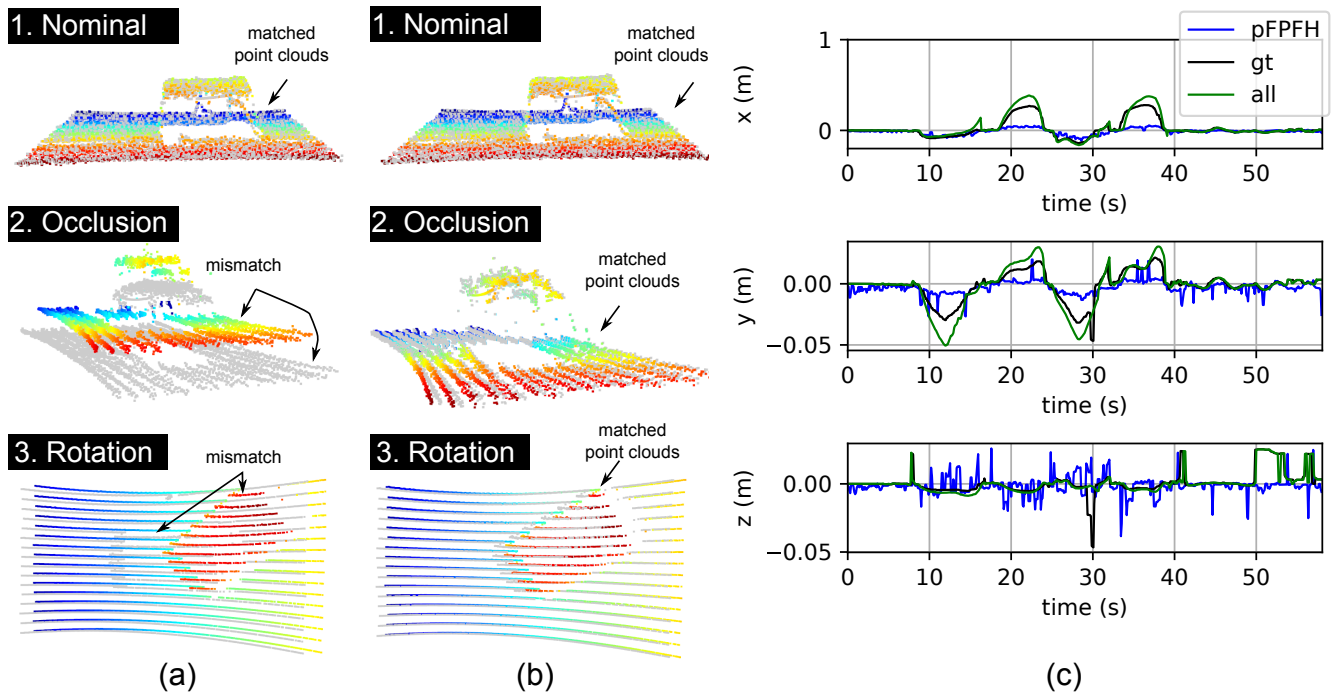 1. Nominal
matched
point clouds
2. Occlusion
mismatch
3. Rotation
mismatch
(a)
1. Nominal
matched
point clouds
2. Occlusion
matched
point clouds
3. Rotation
matched
point clouds
(b)
pFPFH
gt
all
1
0
x (m)
0 10 20 30 40 50
time (s)
0.00
−0.05
y (m)
0 10 20 30 40 50
time (s)
0.00
−0.05
z (m)
0 10 20 30 40 50
time (s)
(c)